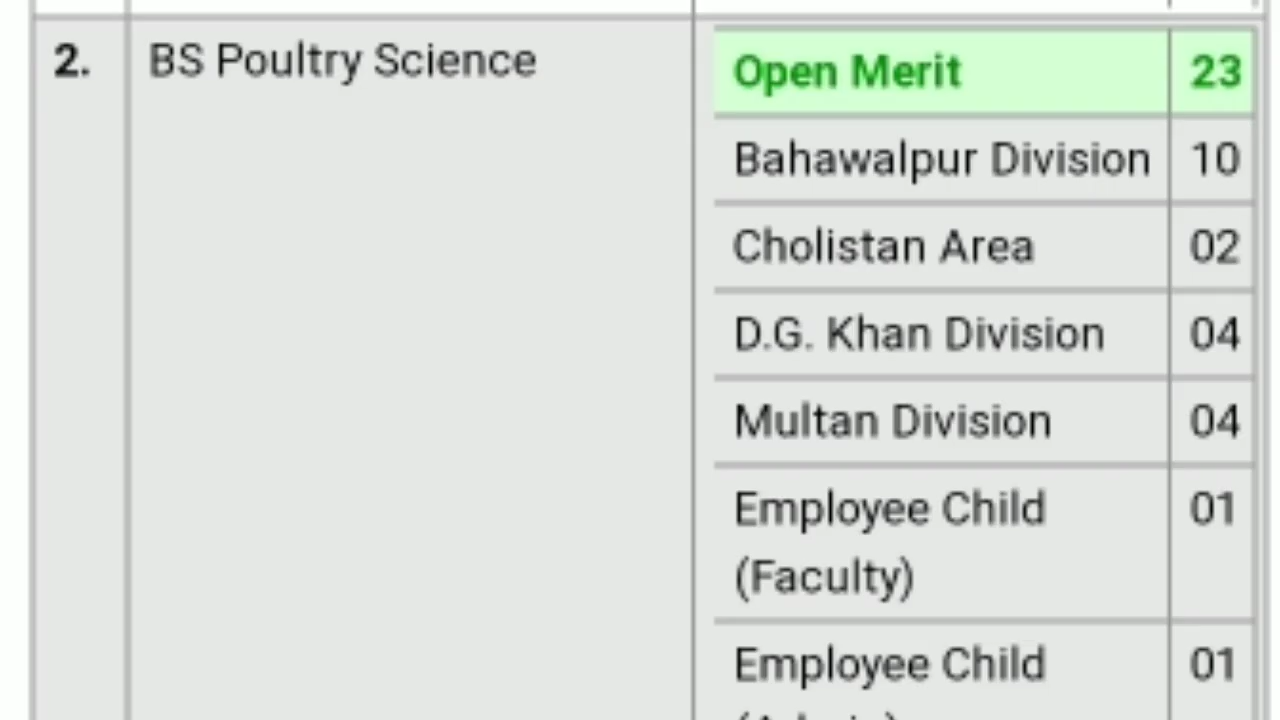 2.
BS Poultry Science
Open Merit 23
Bahawalpur Division 10
Cholistan Area 02
D.G. Khan Division 04
Multan Division 04
Employee Child 01
(Faculty)
Employee Child 01